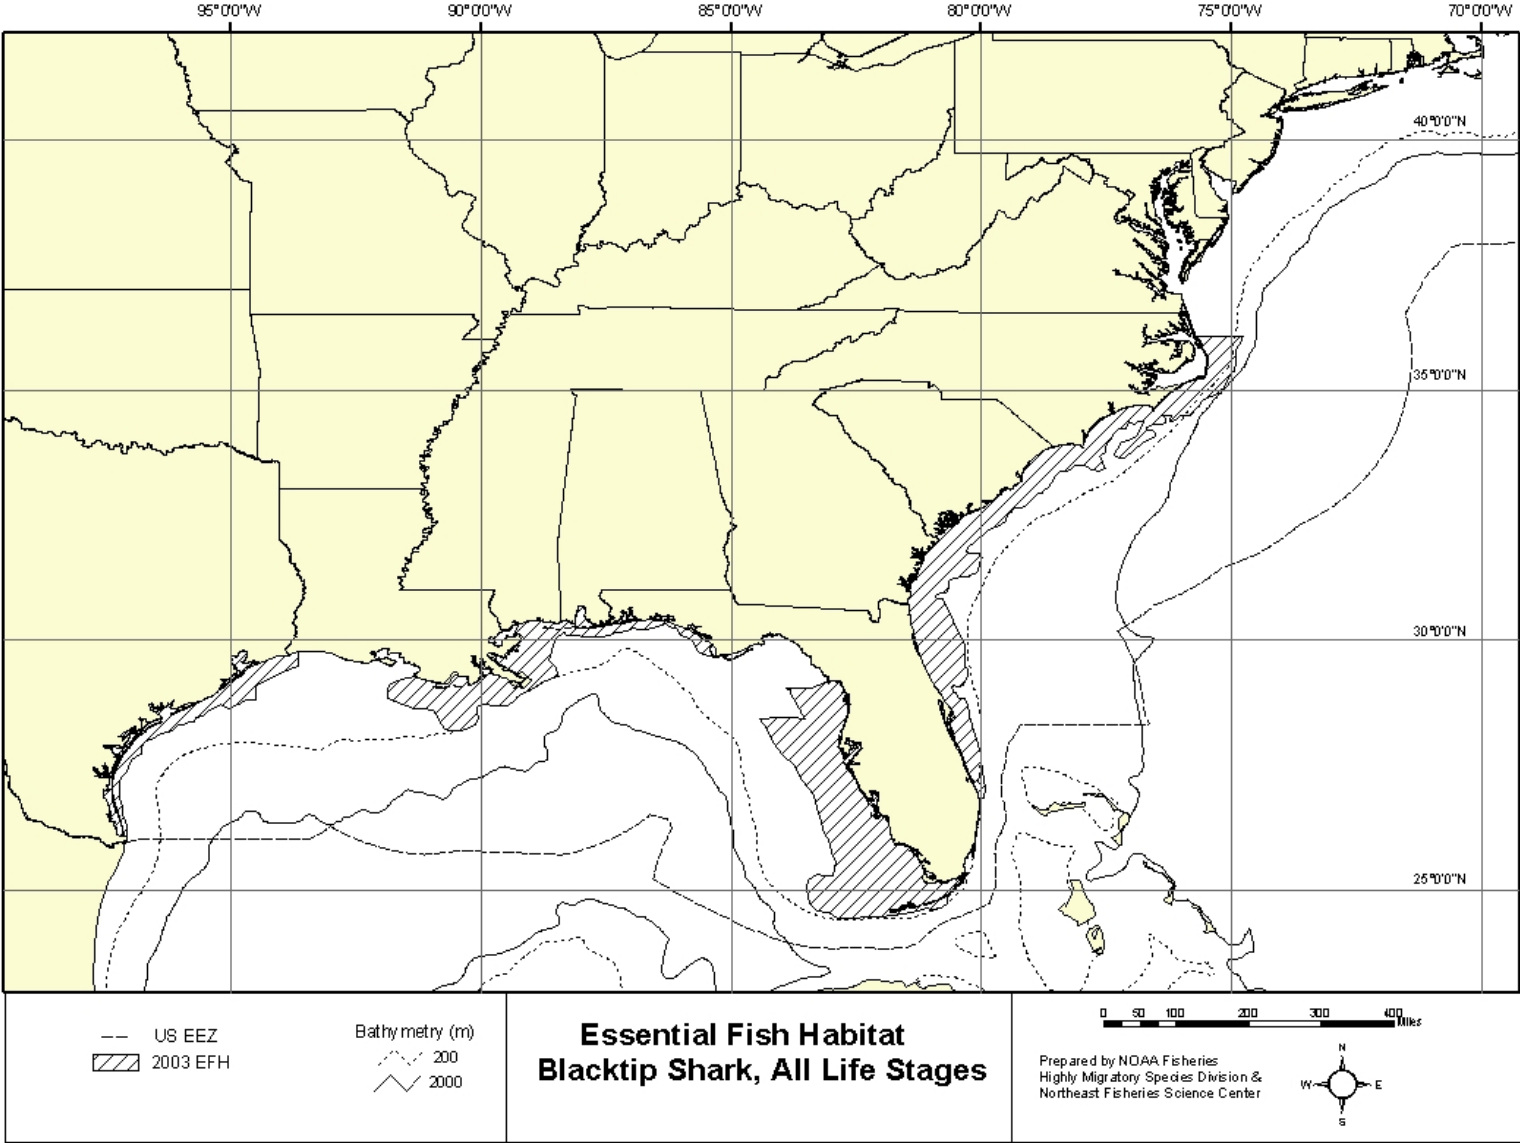 95°0'0"W 90°0'0"W 85°0'0"W 80°0'0"W 75°0'0"W 70°0'0"W
40°0'0"N
35°0'0"N
30°0'0"N
25°0'0"N
US EEZ
2003 EFH
Bathymetry (m)
200
2000
Essential Fish Habitat
Blacktip Shark, All Life Stages
0 50 100 200 300 400
Miles
Prepared by NOAA Fisheries
Highly Migratory Species Division &
Northeast Fisheries Science Center
N
W E
S